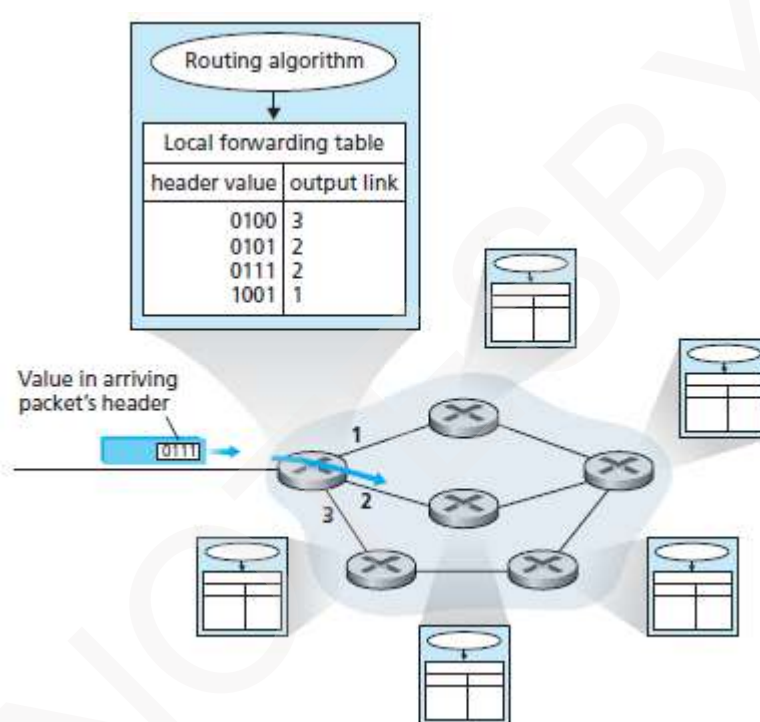 Routing algorithm
Local forwarding table
header value output link
0100 3
0101 2
0111 2
1001 1
Value in arriving
packet's header
0111
1
2
3